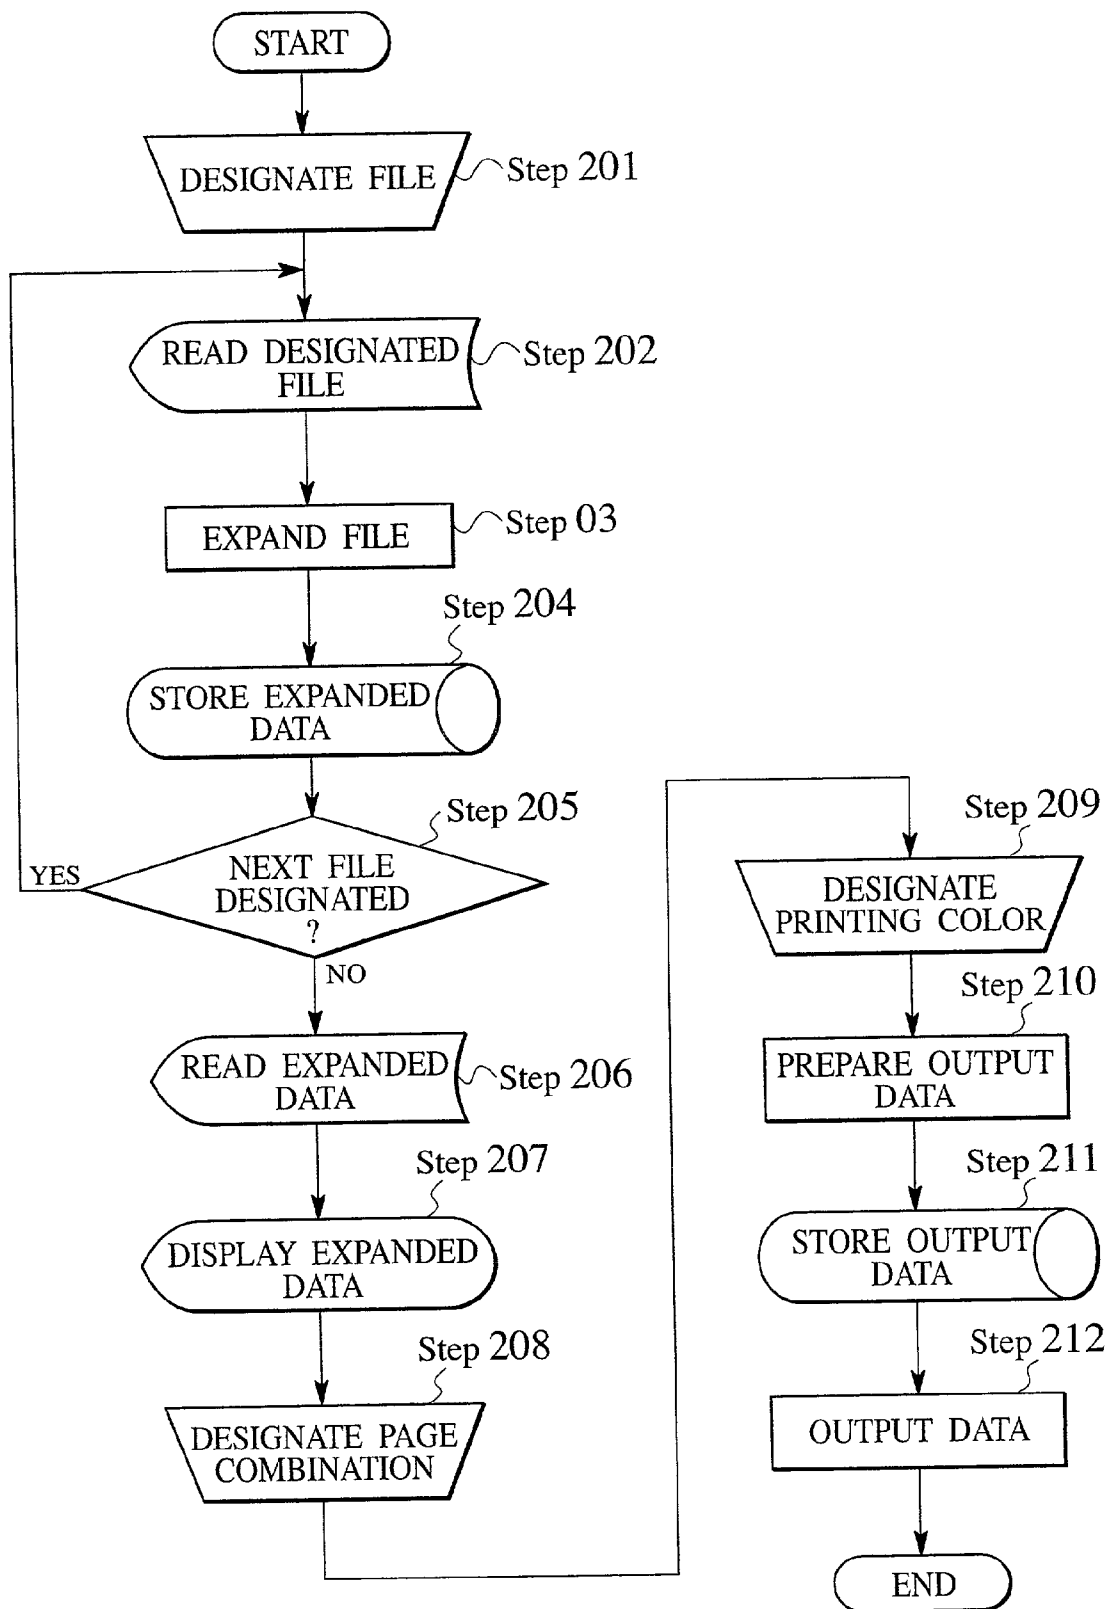 START
DESIGNATE FILE
Step 201
READ DESIGNATED
FILE
Step 202
EXPAND FILE
Step 03
Step 204
STORE EXPANDED
DATA
Step 205
NEXT FILE
DESIGNATED
?
YES
NO
READ EXPANDED
DATA
Step 206
Step 207
DISPLAY EXPANDED
DATA
Step 208
DESIGNATE PAGE
COMBINATION
Step 209
DESIGNATE
PRINTING COLOR
Step 210
PREPARE OUTPUT
DATA
Step 211
STORE OUTPUT
DATA
Step 212
OUTPUT DATA
END